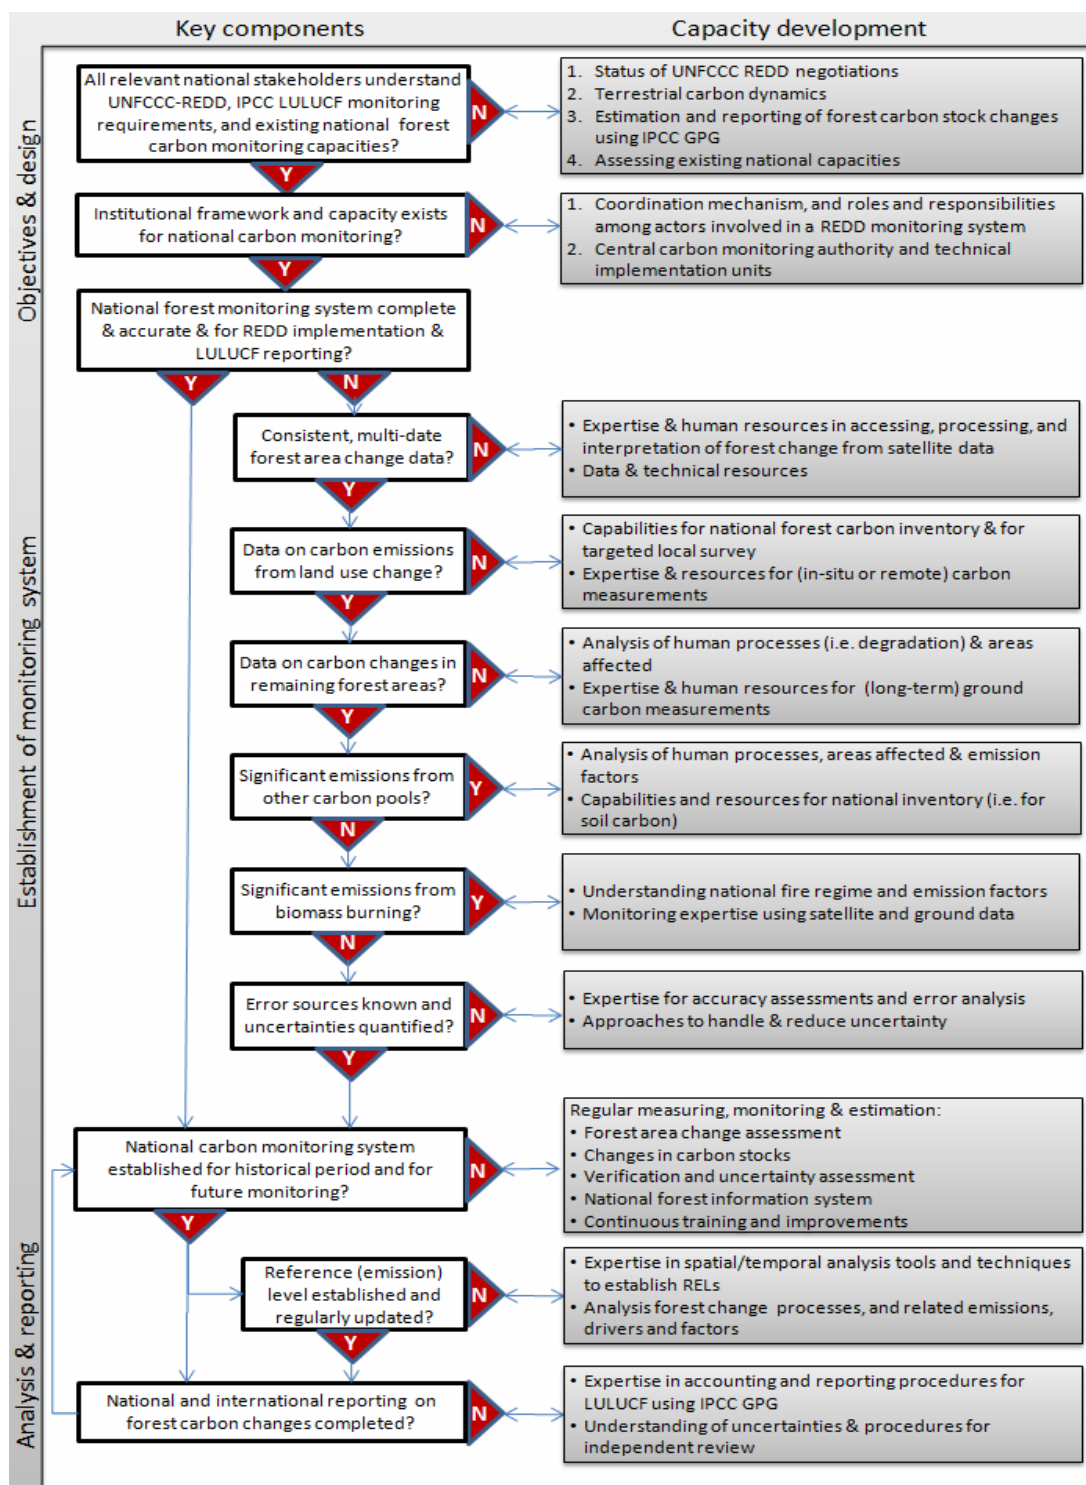 Key components
Capacity development
Objectives & design
All relevant national stakeholders understand
UNFCCC-REDD, IPCC LULUCF monitoring
requirements, and existing national forest
carbon monitoring capacities?
N
Y
1. Status of UNFCCC REDD negotiations
2. Terrestrial carbon dynamics
3. Estimation and reporting of forest carbon stock changes
using IPCC GPG
4. Assessing existing national capacities
Institutional framework and capacity exists
for national carbon monitoring?
N
Y
1. Coordination mechanism, and roles and responsibilities
among actors involved in a REDD monitoring system
2. Central carbon monitoring authority and technical
implementation units
National forest monitoring system complete
& accurate & for REDD implementation &
LULUCF reporting?
Y
N
Establishment of monitoring system
Consistent, multi-date
forest area change data?
N
Y
• Expertise & human resources in accessing, processing, and
interpretation of forest change from satellite data
• Data & technical resources
Data on carbon emissions
from land use change?
N
Y
• Capabilities for national forest carbon inventory & for
targeted local survey
• Expertise & resources for (in-situ or remote) carbon
measurements
Data on carbon changes in
remaining forest areas?
N
Y
• Analysis of human processes (i.e. degradation) & areas
affected
• Expertise & human resources for (long-term) ground
carbon measurements
Significant emissions from
other carbon pools?
Y
N
• Analysis of human processes, areas affected & emission
factors
• Capabilities and resources for national inventory (i.e. for
soil carbon)
Significant emissions from
biomass burning?
Y
N
• Understanding national fire regime and emission factors
• Monitoring expertise using satellite and ground data
Error sources known and
uncertainties quantified?
N
Y
• Expertise for accuracy assessments and error analysis
• Approaches to handle & reduce uncertainty
Analysis & reporting
National carbon monitoring system
established for historical period and for
future monitoring?
N
Y
Regular measuring, monitoring & estimation:
• Forest area change assessment
• Changes in carbon stocks
• Verification and uncertainty assessment
• National forest information system
• Continuous training and improvements
Reference (emission)
level established and
regularly updated?
N
Y
• Expertise in spatial/temporal analysis tools and techniques
to establish RELs
• Analysis forest change processes, and related emissions,
drivers and factors
National and international reporting on
forest carbon changes completed?
N
• Expertise in accounting and reporting procedures for
LULUCF using IPCC GPG
• Understanding of uncertainties & procedures for
independent review